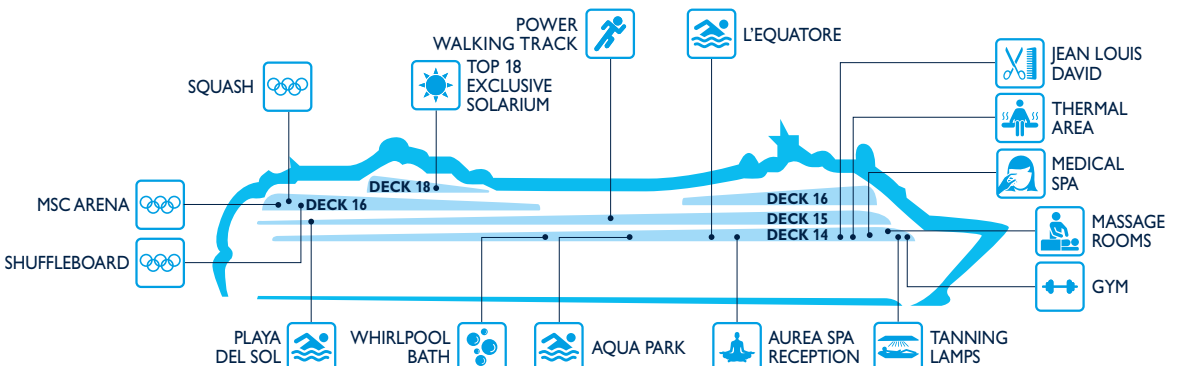 POWER
WALKING TRACK
L'EQUATORE
JEAN LOUIS
DAVID
SQUASH
TOP 18
EXCLUSIVE
SOLARIUM
THERMAL
AREA
MEDICAL
SPA
DECK 18
MSC ARENA
DECK 16
DECK 16
DECK 15
MASSAGE
ROOMS
DECK 14
SHUFFLEBOARD
GYM
PLAYA
DEL SOL
WHIRLPOOL
BATH
AQUA PARK
AUREA SPA
RECEPTION
TANNING
LAMPS